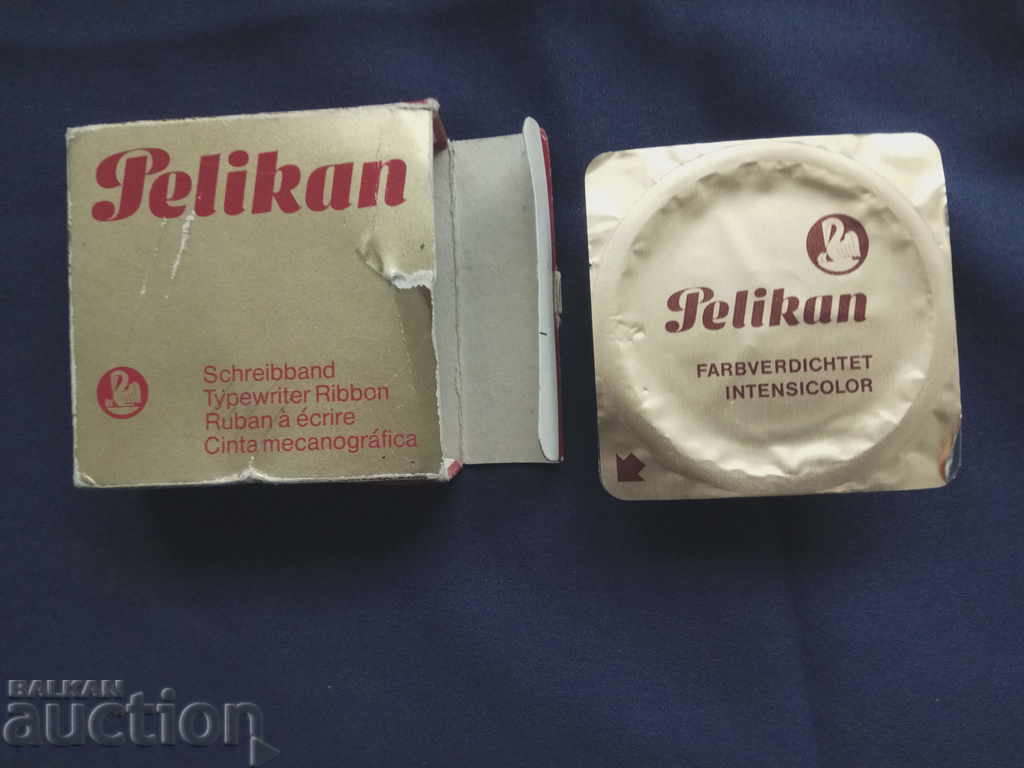 Pelikan
Schreibband
Typewriter Ribbon
Ruban à écrire
Cinta mecanográfica
Pelikan
FARBVERDICHTET
INTENSICOLOR
BALKAN
auction